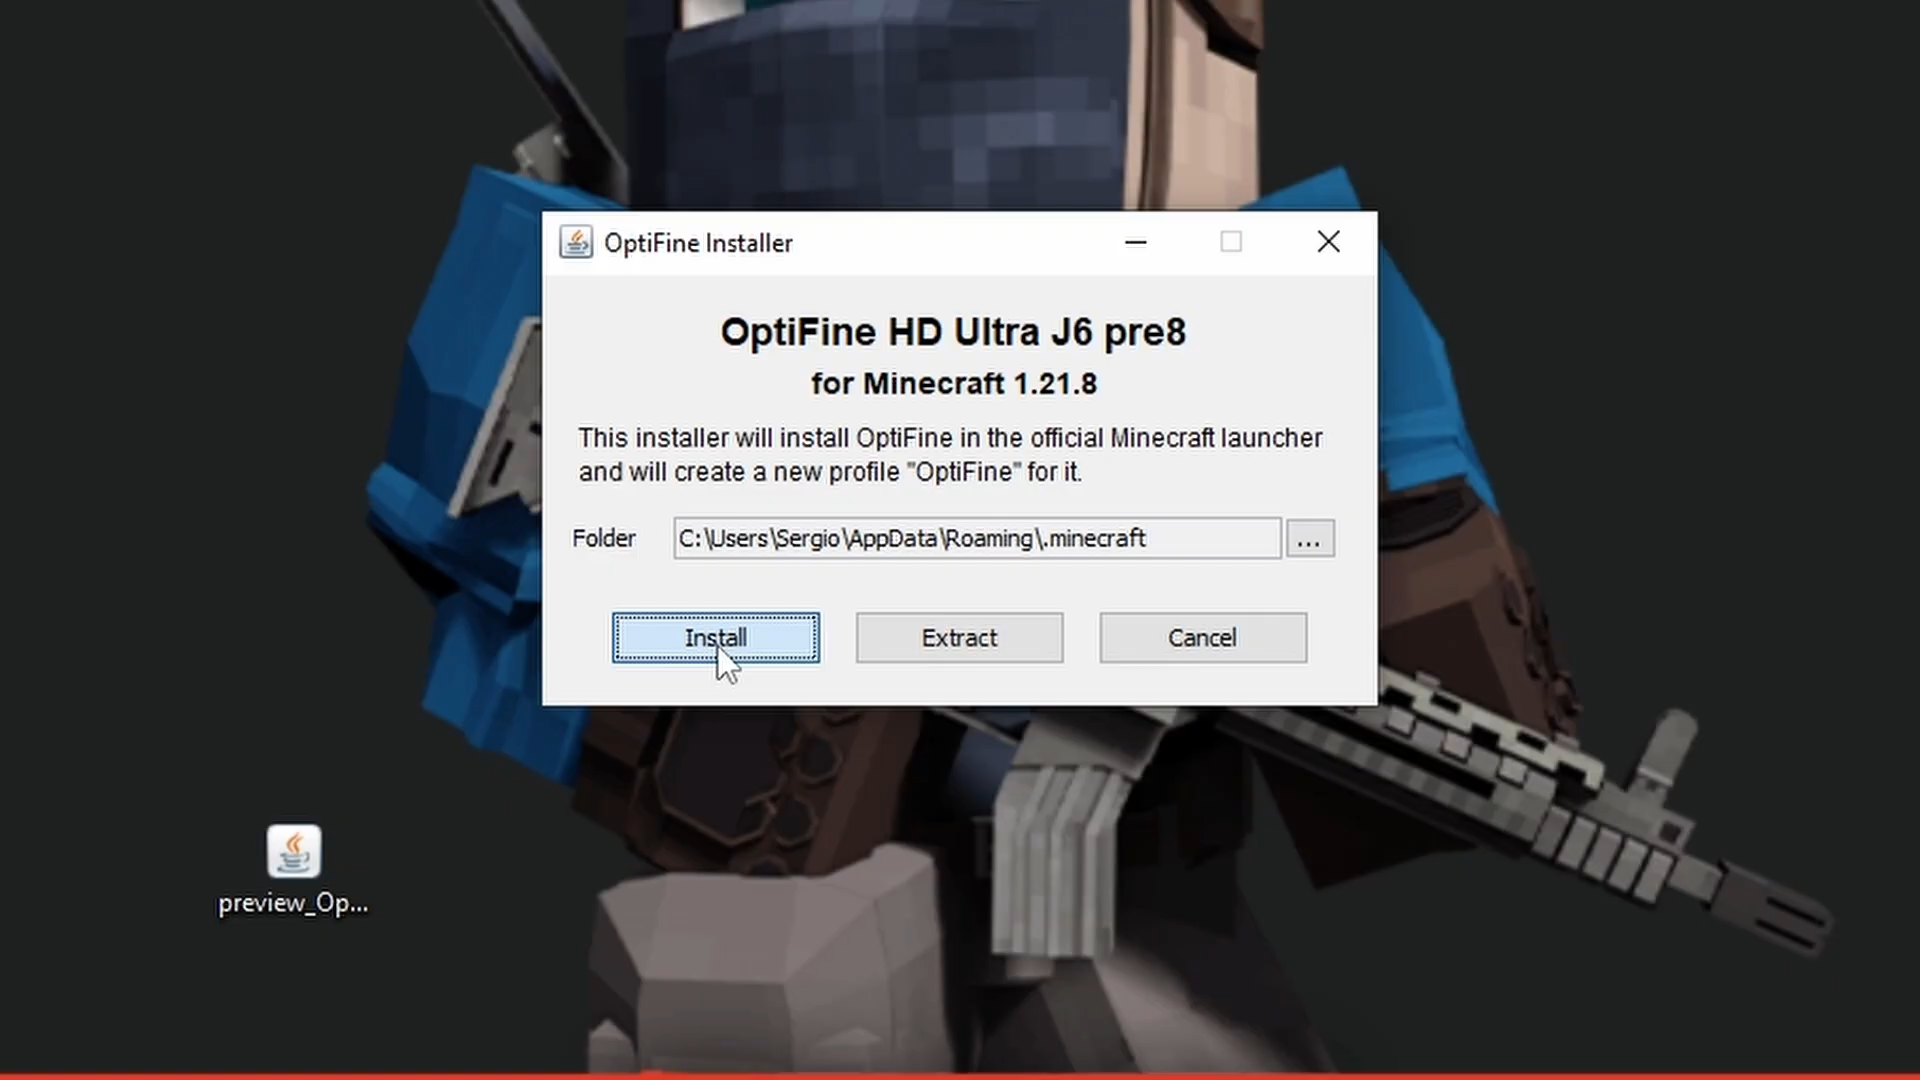 OptiFine Installer
OptiFine HD Ultra J6 pre8
for Minecraft 1.21.8
This installer will install OptiFine in the official Minecraft launcher
and will create a new profile "OptiFine" for it.
Folder C:\Users\Sergio\AppData\Roaming\.minecraft ...
Install Extract Cancel
preview_Op...